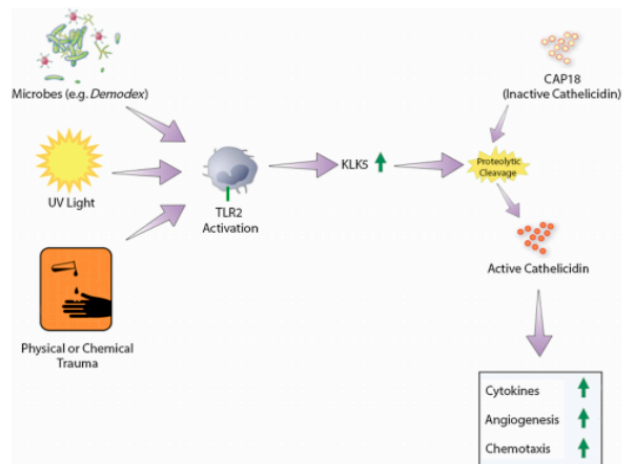 Microbes (e.g. Demodex)
CAP18
(Inactive Cathelicidin)
UV Light
TLR2
Activation
KLK5
Proteolytic
Cleavage
Active Cathelicidin
Physical or Chemical
Trauma
Cytokines
Angiogenesis
Chemotaxis